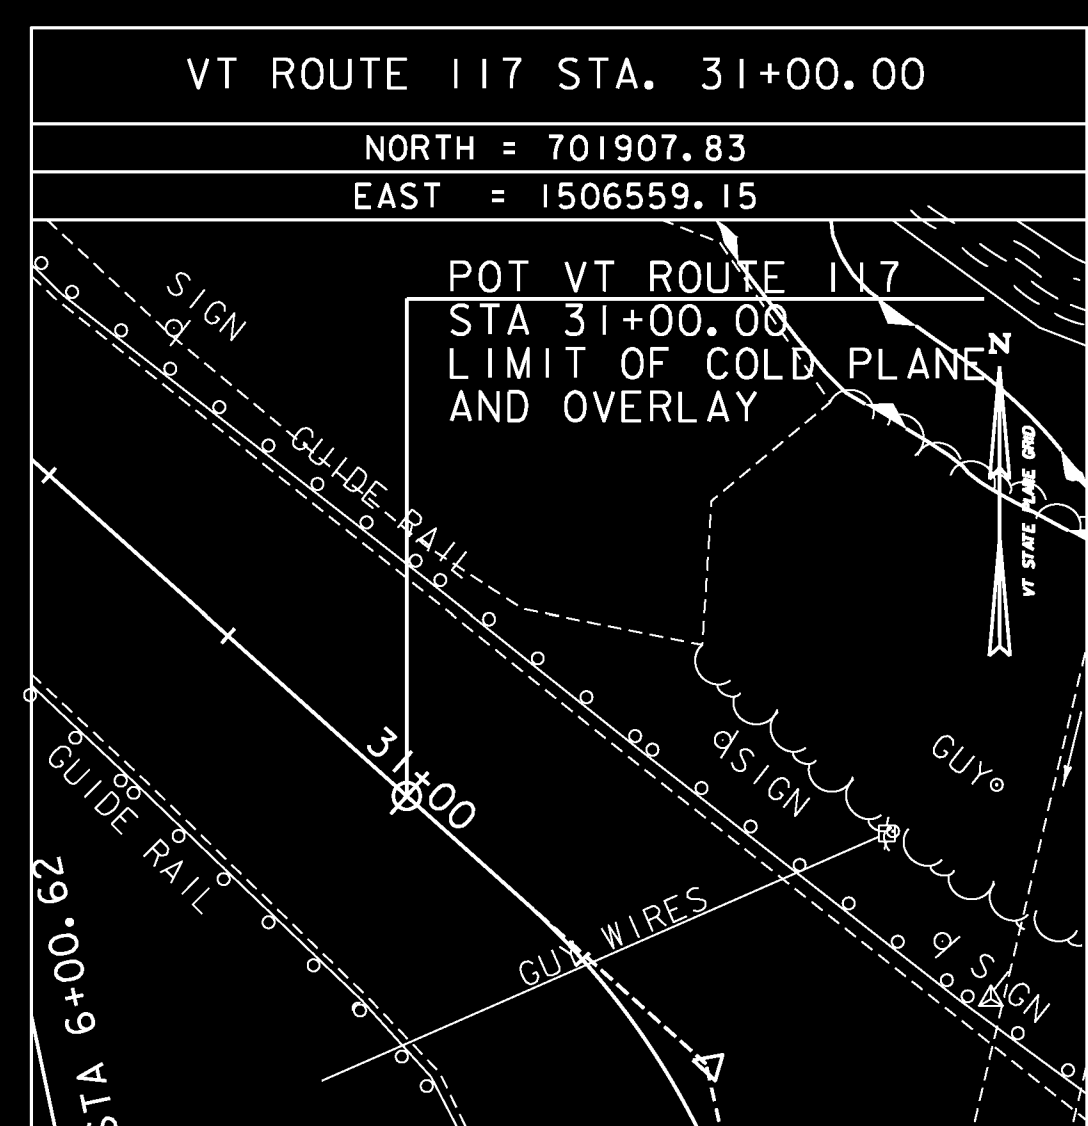 VT ROUTE 117 STA. 31+00.00
NORTH = 701907.83
EAST = 1506559.15
POT VT ROUTE 117
STA 31+00.00
LIMIT OF COLD PLANE
AND OVERLAY
SIGN
N
VT STATE PLANE GRID
GUIDE RAIL
31+00
SIGN
GUY
GUIDE RAIL
GUY WIRES
SIGN
STA 6+00.62